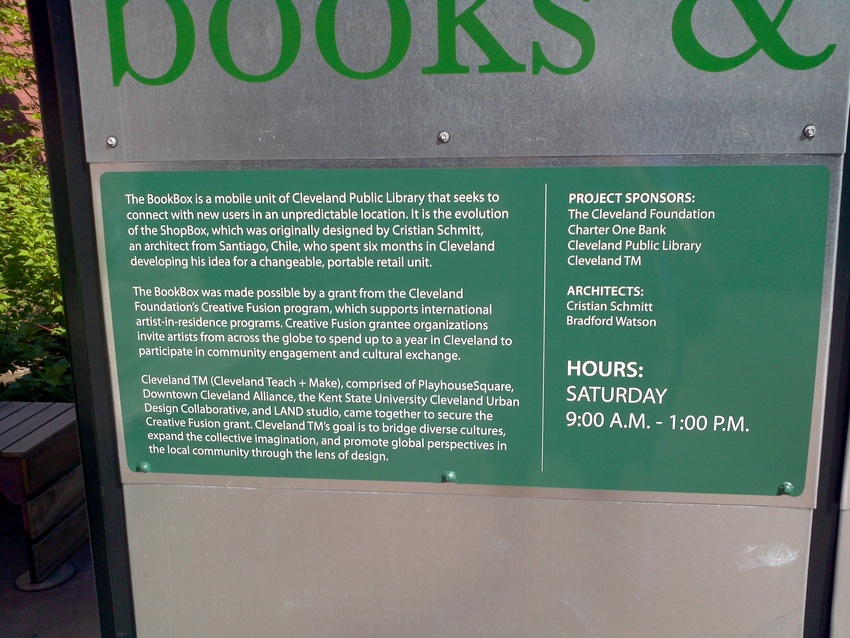 books &
The BookBox is a mobile unit of Cleveland Public Library that seeks to
connect with new users in an unpredictable location. It is the evolution
of the ShopBox, which was originally designed by Cristian Schmitt,
an architect from Santiago, Chile, who spent six months in Cleveland
developing his idea for a changeable, portable retail unit.
The BookBox was made possible by a grant from the Cleveland
Foundation's Creative Fusion program, which supports international
artist-in-residence programs. Creative Fusion grantee organizations
invite artists from across the globe to spend up to a year in Cleveland to
participate in community engagement and cultural exchange.
Cleveland TM (Cleveland Teach + Make), comprised of PlayhouseSquare,
Downtown Cleveland Alliance, the Kent State University Cleveland Urban
Design Collaborative, and LAND studio, came together to secure the
Creative Fusion grant. Cleveland TM's goal is to bridge diverse cultures,
expand the collective imagination, and promote global perspectives in
the local community through the lens of design.
PROJECT SPONSORS:
The Cleveland Foundation
Charter One Bank
Cleveland Public Library
Cleveland TM
ARCHITECTS:
Cristian Schmitt
Bradford Watson
HOURS:
SATURDAY
9:00 A.M. - 1:00 P.M.